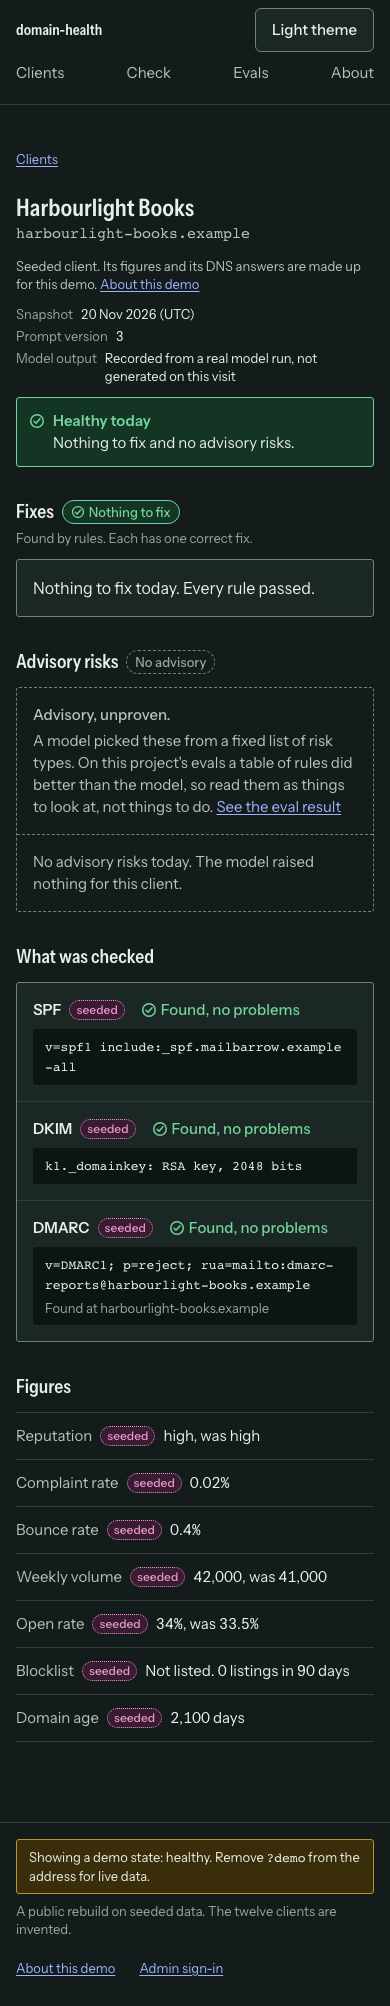 domain-health
Light theme
Clients
Check
Evals
About
Clients
Harbourlight Books
harbourlight-books.example
Seeded client. Its figures and its DNS answers are made up
for this demo. About this demo
Snapshot 20 Nov 2026 (UTC)
Prompt version 3
Model output Recorded from a real model run, not
generated on this visit
Healthy today
Nothing to fix and no advisory risks.
Fixes Nothing to fix
Found by rules. Each has one correct fix.
Nothing to fix today. Every rule passed.
Advisory risks No advisory
Advisory, unproven.
A model picked these from a fixed list of risk
types. On this project's evals a table of rules did
better than the model, so read them as things
to look at, not things to do. See the eval result
No advisory risks today. The model raised
nothing for this client.
What was checked
SPF seeded Found, no problems
v=spf1 include:_spf.mailbarrow.example
-all
DKIM seeded Found, no problems
k1._domainkey: RSA key, 2048 bits
DMARC seeded Found, no problems
v=DMARC1; p=reject; rua=mailto:dmarc-
reports@harbourlight-books.example
Found at harbourlight-books.example
Figures
Reputation seeded high, was high
Complaint rate seeded 0.02%
Bounce rate seeded 0.4%
Weekly volume seeded 42,000, was 41,000
Open rate seeded 34%, was 33.5%
Blocklist seeded Not listed. 0 listings in 90 days
Domain age seeded 2,100 days
Showing a demo state: healthy. Remove ?demo from the
address for live data.
A public rebuild on seeded data. The twelve clients are
invented.
About this demo
Admin sign-in